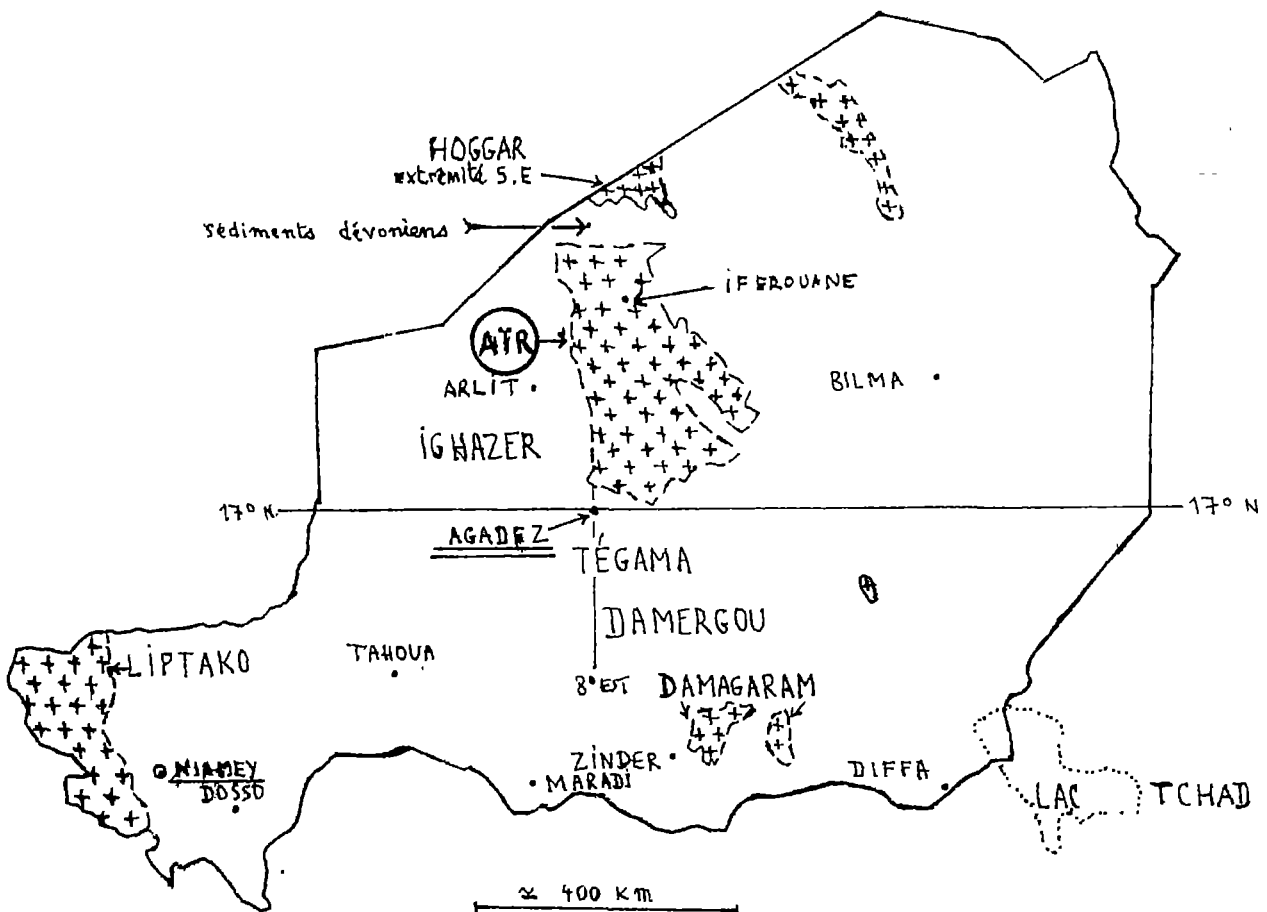 HOGGAR
extrémité S.E
sédiments dévoniens
IFEROUANE
AÏR
ARLIT
BILMA
IGHAZER
17° N
17° N
AGADEZ
TÉGAMA
DAMERGOU
LIPTAKO
TAHOUA
8° EST
DAMAGARAM
NIAMEY
DOSSO
ZINDER
MARADI
DIFFA
LAC TCHAD
≃ 400 Km